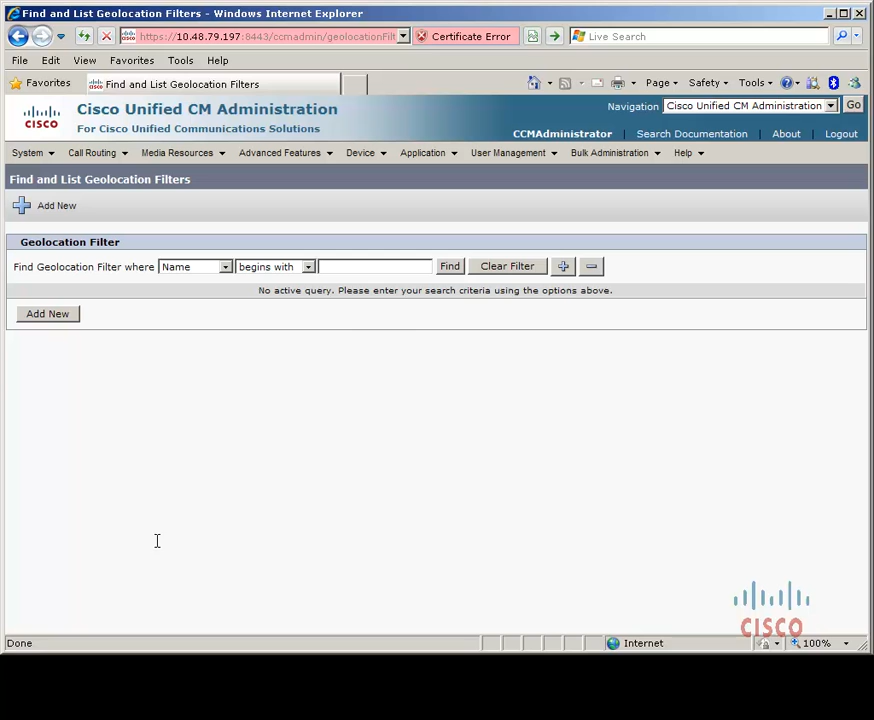 Find and List Geolocation Filters - Windows Internet Explorer
https://10.48.79.197:8443/ccmadmin/geolocationFilt Certificate Error Live Search
File Edit View Favorites Tools Help
Favorites Find and List Geolocation Filters Page Safety Tools
Cisco Unified CM Administration
For Cisco Unified Communications Solutions
CISCO
Navigation Cisco Unified CM Administration Go
CCMAdministrator Search Documentation About Logout
System Call Routing Media Resources Advanced Features Device Application User Management Bulk Administration Help
Find and List Geolocation Filters
Add New
Geolocation Filter
Find Geolocation Filter where Name begins with Find Clear Filter
No active query. Please enter your search criteria using the options above.
Add New
CISCO
Done Internet 100%